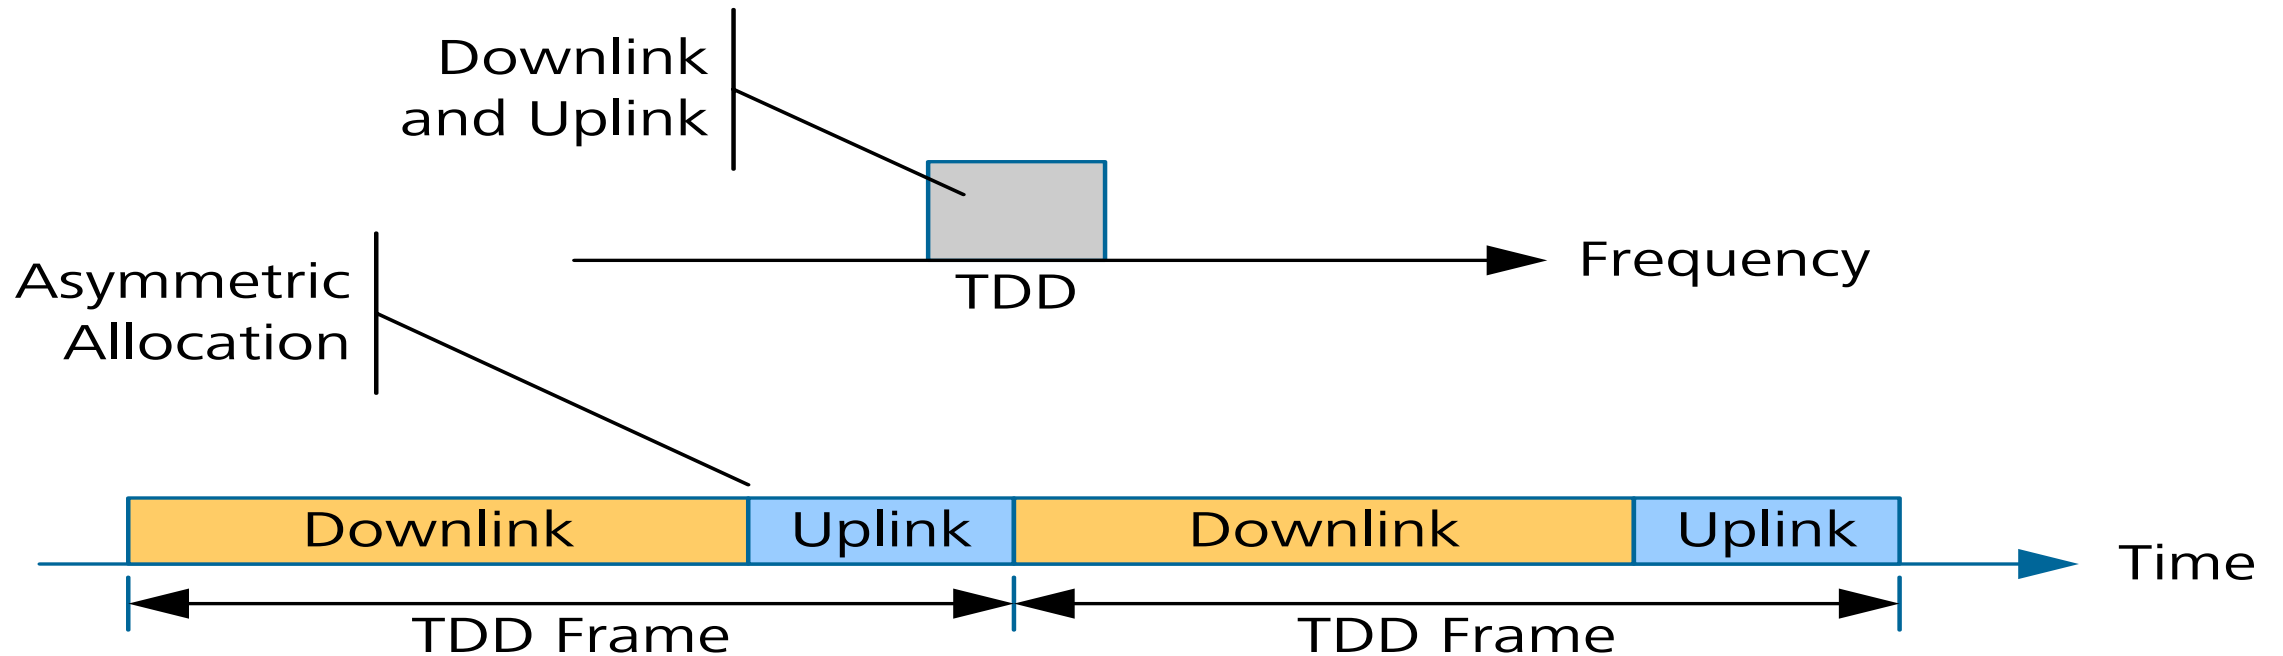 Downlink
and Uplink
Frequency
TDD
Asymmetric
Allocation
Downlink Uplink Downlink Uplink
Time
TDD Frame TDD Frame